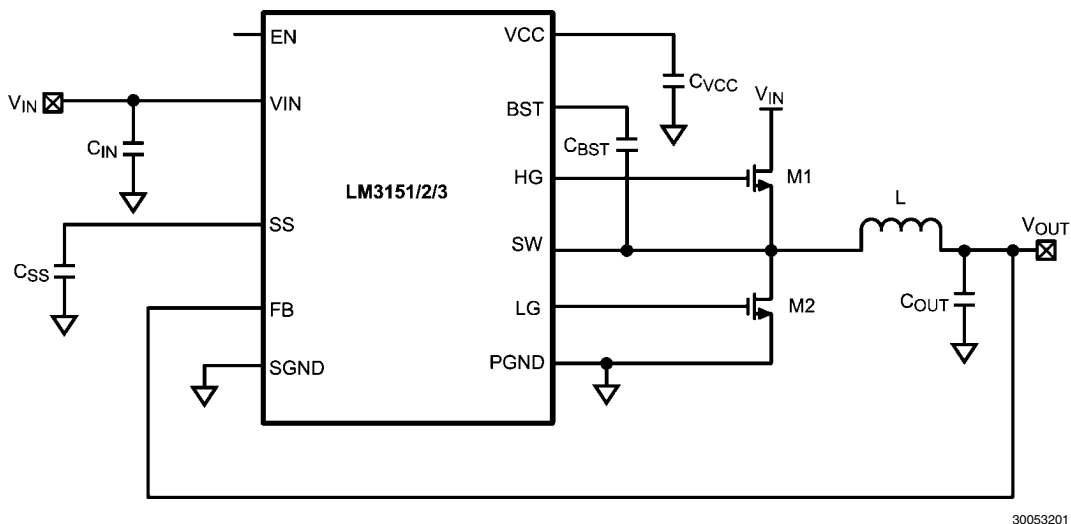 EN
VCC
VIN
VIN
CIN
BST
CVCC
VIN
CBST
HG
M1
LM3151/2/3
SS
SW
L
VOUT
CSS
FB
LG
M2
COUT
SGND
PGND
30053201